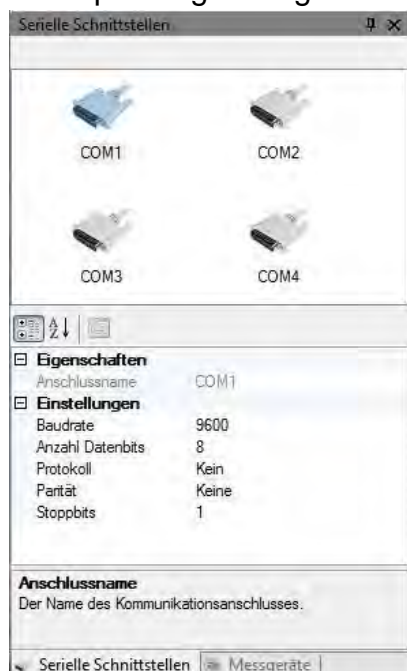 Serielle Schnittstellen
COM1 COM2
COM3 COM4
Eigenschaften
Anschlussname COM1
Einstellungen
Baudrate 9600
Anzahl Datenbits 8
Protokoll Kein
Parität Keine
Stoppbits 1
Anschlussname
Der Name des Kommunikationsanschlusses.
Serielle Schnittstellen Messgeräte